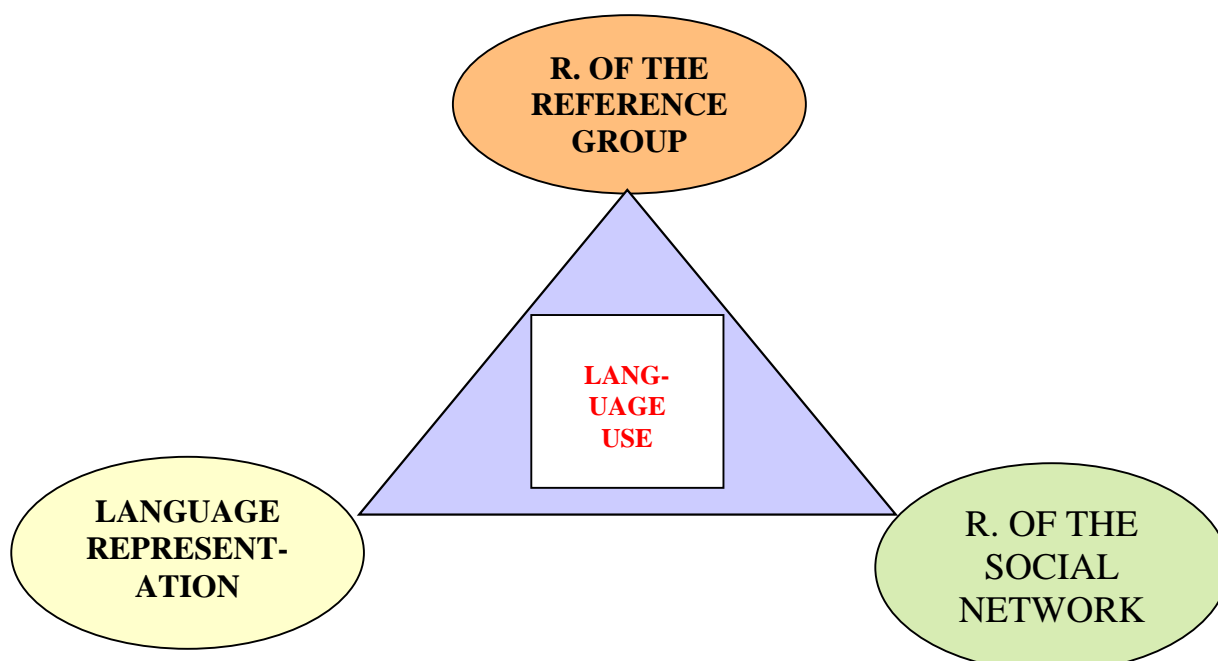 R. OF THE
REFERENCE
GROUP
LANG-
UAGE
USE
LANGUAGE
REPRESENT-
ATION
R. OF THE
SOCIAL
NETWORK